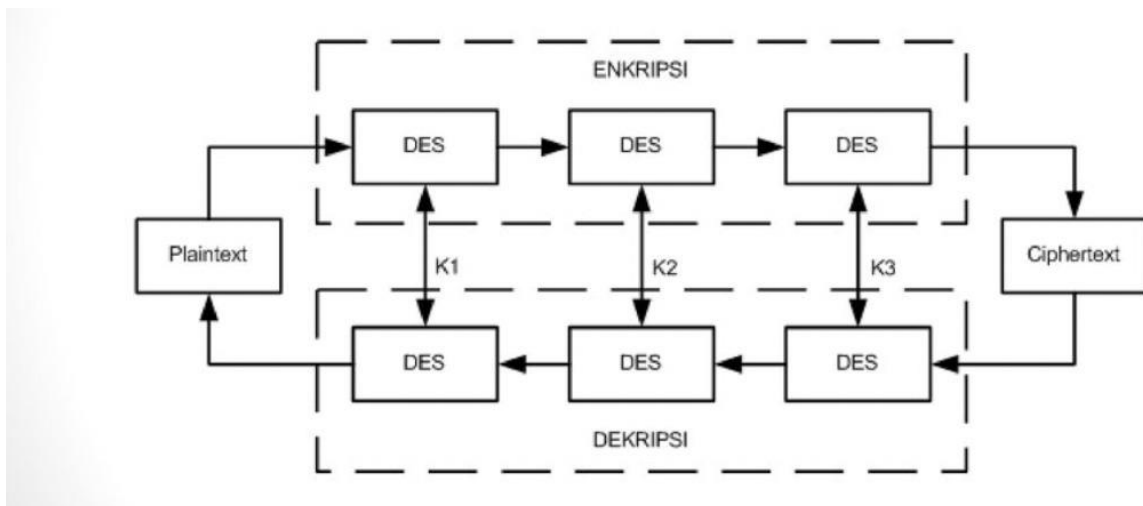 ENKRIPSI
DES DES DES
Plaintext K1 K2 K3 Ciphertext
DES DES DES
DEKRIPSI